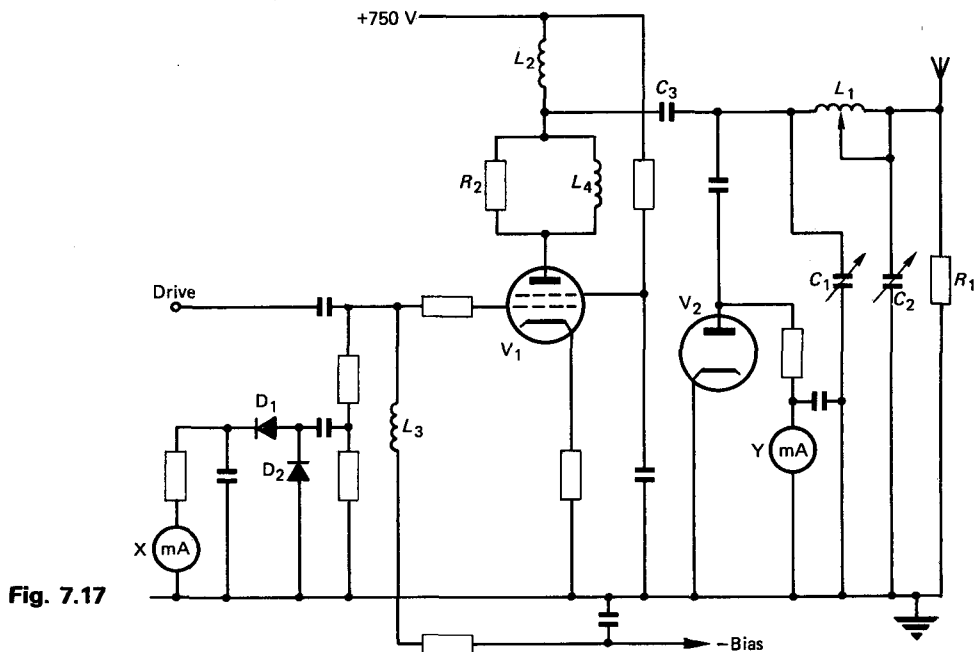 +750 V
L2
C3
L1
R2
L4
Drive
V1
V2
C1
C2
R1
D1
D2
L3
X
mA
Y
mA
Fig. 7.17
−Bias